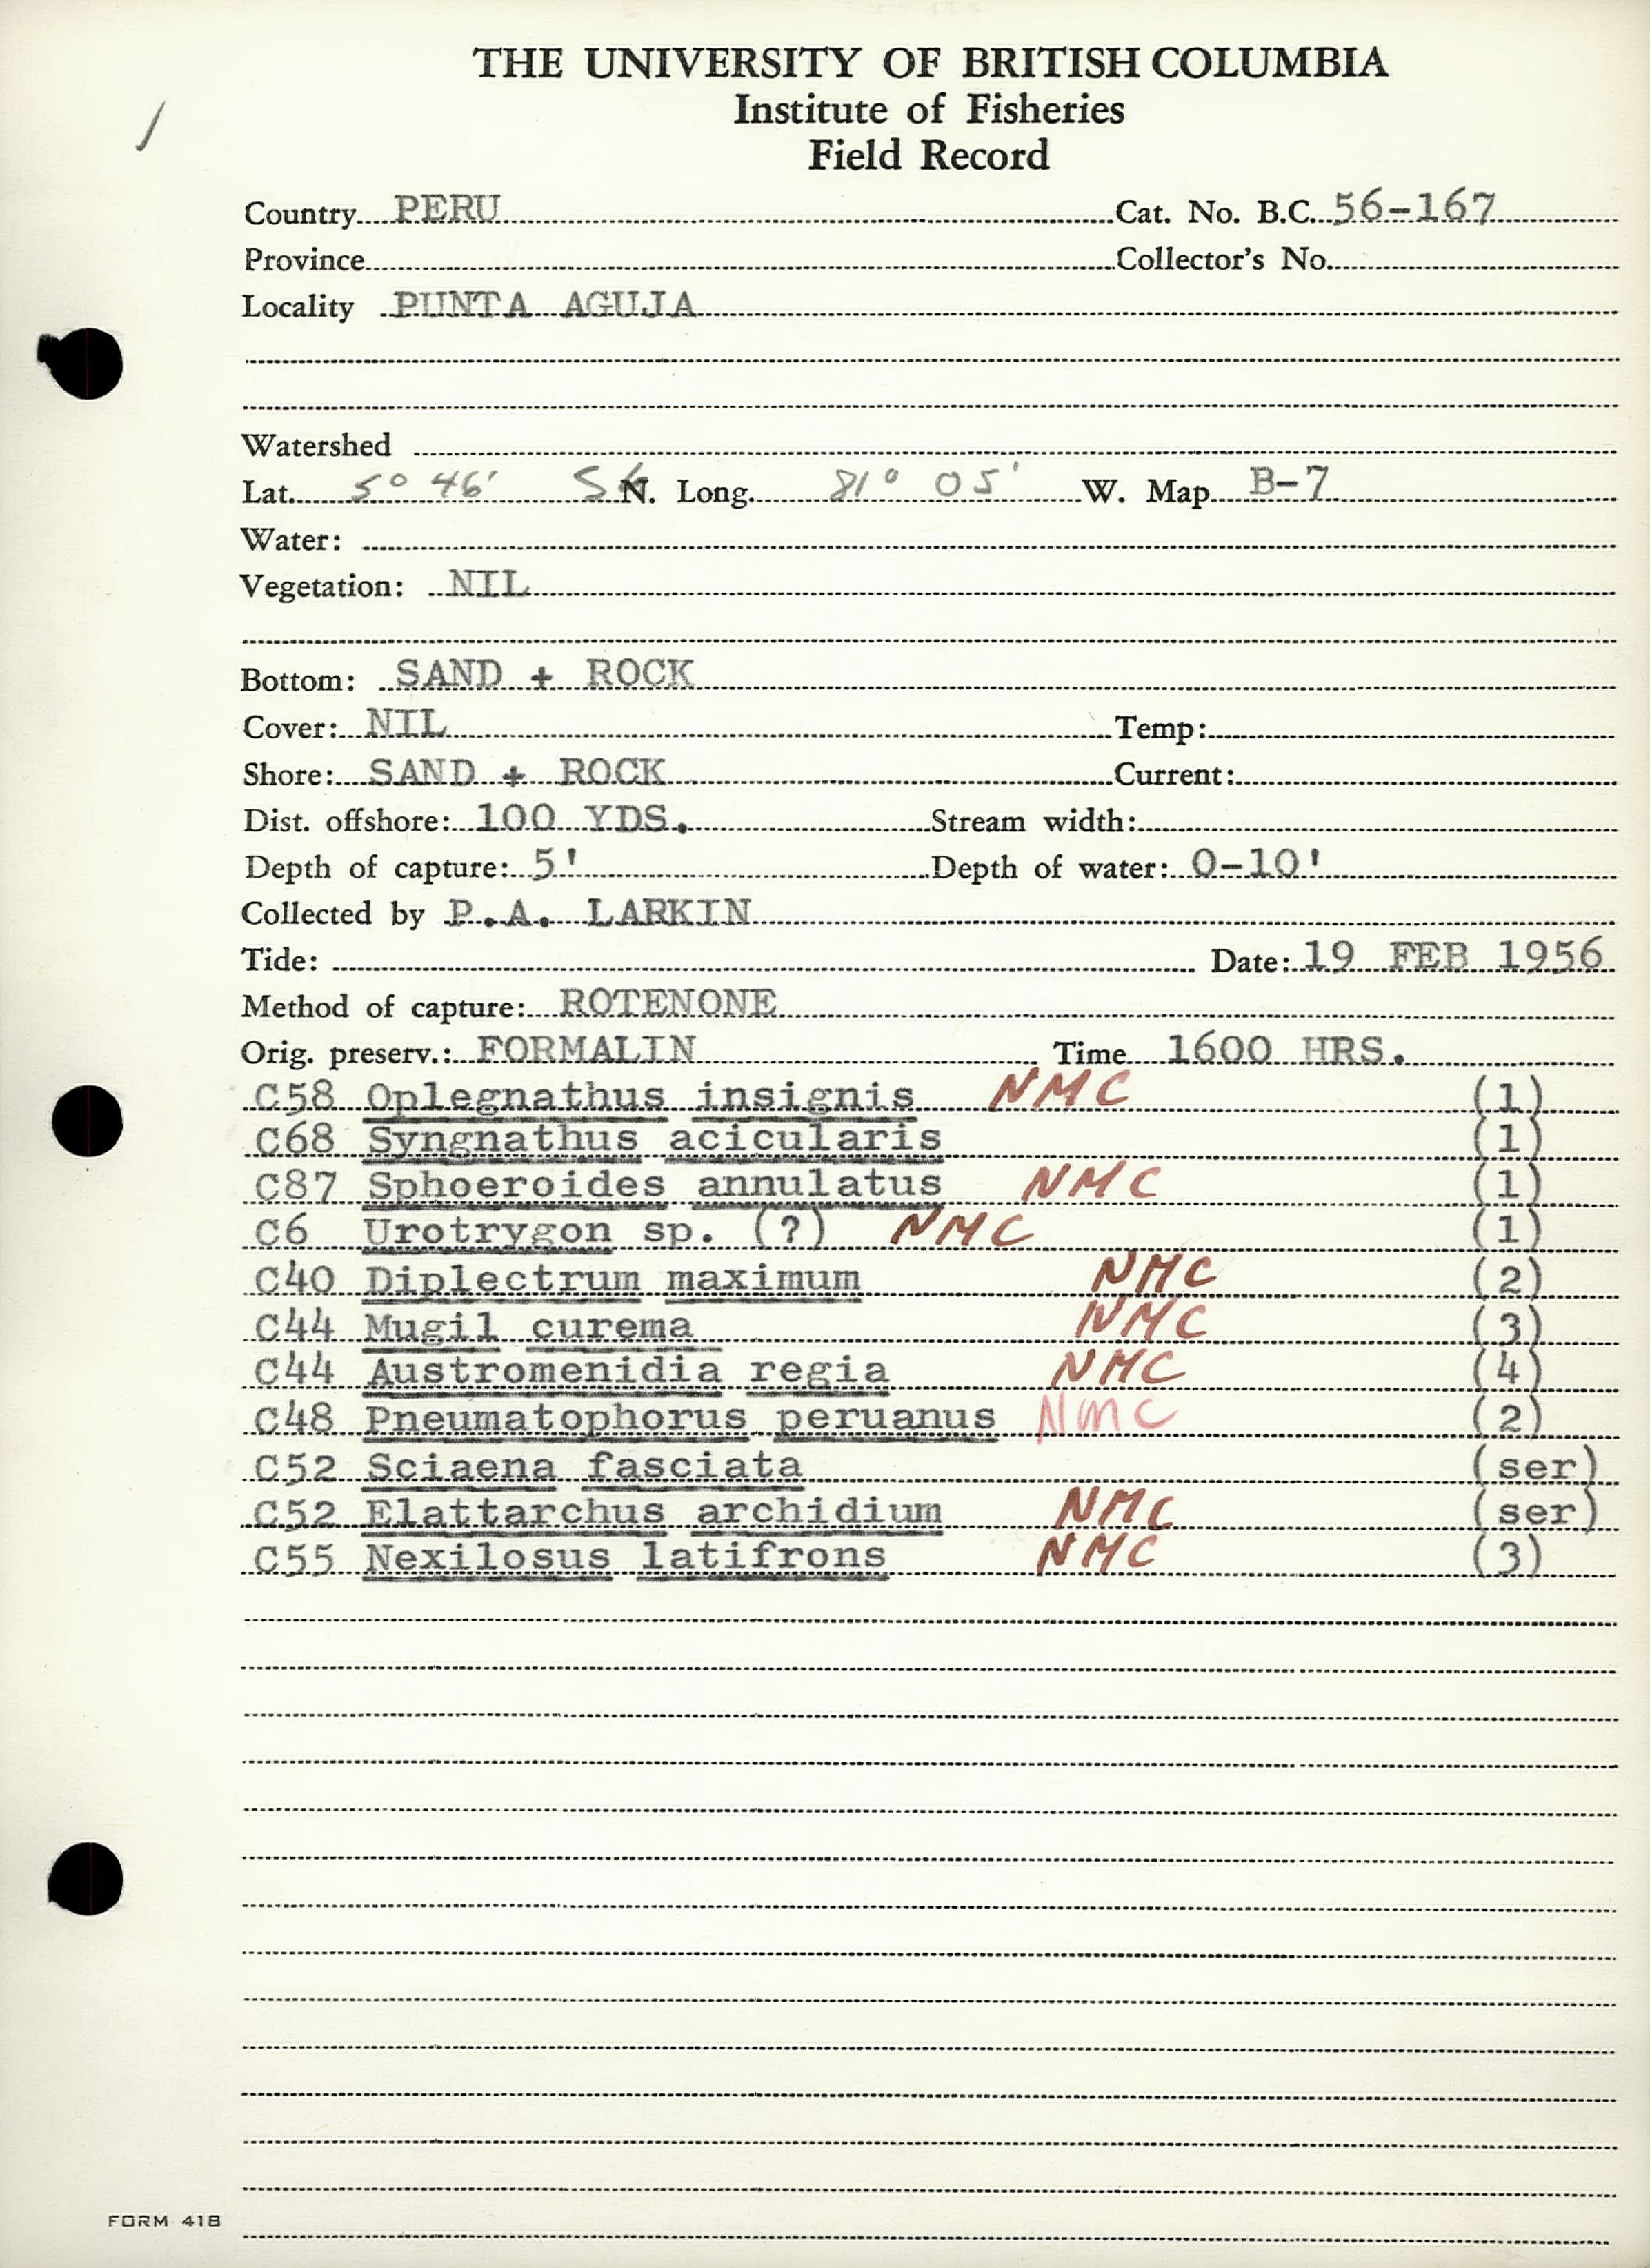 THE UNIVERSITY OF BRITISH COLUMBIA
Institute of Fisheries
Field Record
/
Country PERU Cat. No. B.C. 56-167
Province Collector's No.
Locality PUNTA AGUJA
Watershed
Lat. 5° 46' S N. Long. 81° 05' W. Map B-7
Water:
Vegetation: NIL
Bottom: SAND + ROCK
Cover: NIL Temp:
Shore: SAND + ROCK Current:
Dist. offshore: 100 YDS. Stream width:
Depth of capture: 5' Depth of water: 0-10'
Collected by P.A. LARKIN
Tide: Date: 19 FEB 1956
Method of capture: ROTENONE
Orig. preserv.: FORMALIN Time 1600 HRS.
C58 Oplegnathus insignis NMC (1)
C68 Syngnathus acicularis (1)
C87 Sphoeroides annulatus NMC (1)
C6 Urotrygon sp. (?) NMC (1)
C40 Diplectrum maximum NMC (2)
C44 Mugil curema NMC (3)
C44 Austromenidia regia NMC (4)
C48 Pneumatophorus peruanus NMC (2)
C52 Sciaena fasciata (ser)
C52 Elattarchus archidium NMC (ser)
C55 Nexilosus latifrons NMC (3)
FORM 418